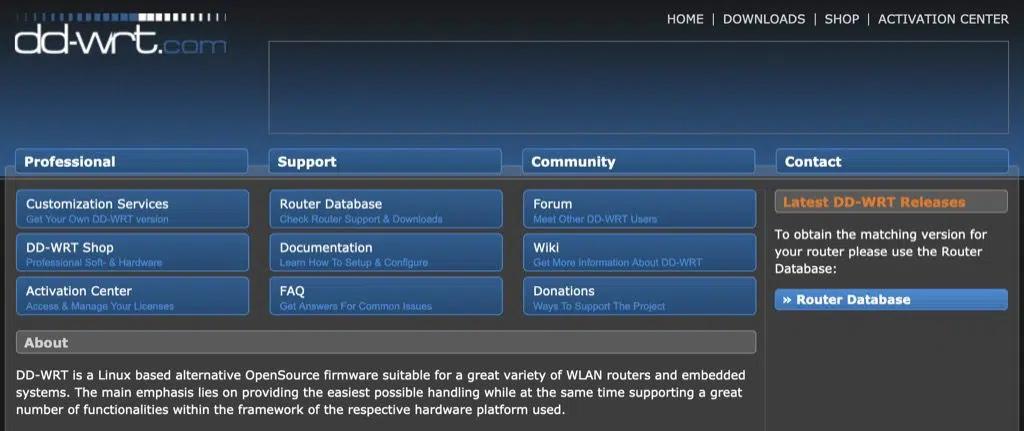 HOME | DOWNLOADS | SHOP | ACTIVATION CENTER
dd-wrt.com
Professional
Support
Community
Contact
Customization Services
Get Your Own DD-WRT version
Router Database
Check Router Support & Downloads
Forum
Meet Other DD-WRT Users
DD-WRT Shop
Professional Soft- & Hardware
Documentation
Learn How To Setup & Configure
Wiki
Get More Information About DD-WRT
Activation Center
Access & Manage Your Licenses
FAQ
Get Answers For Common Issues
Donations
Ways To Support The Project
Latest DD-WRT Releases
To obtain the matching version for
your router please use the Router
Database:
» Router Database
About
DD-WRT is a Linux based alternative OpenSource firmware suitable for a great variety of WLAN routers and embedded
systems. The main emphasis lies on providing the easiest possible handling while at the same time supporting a great
number of functionalities within the framework of the respective hardware platform used.